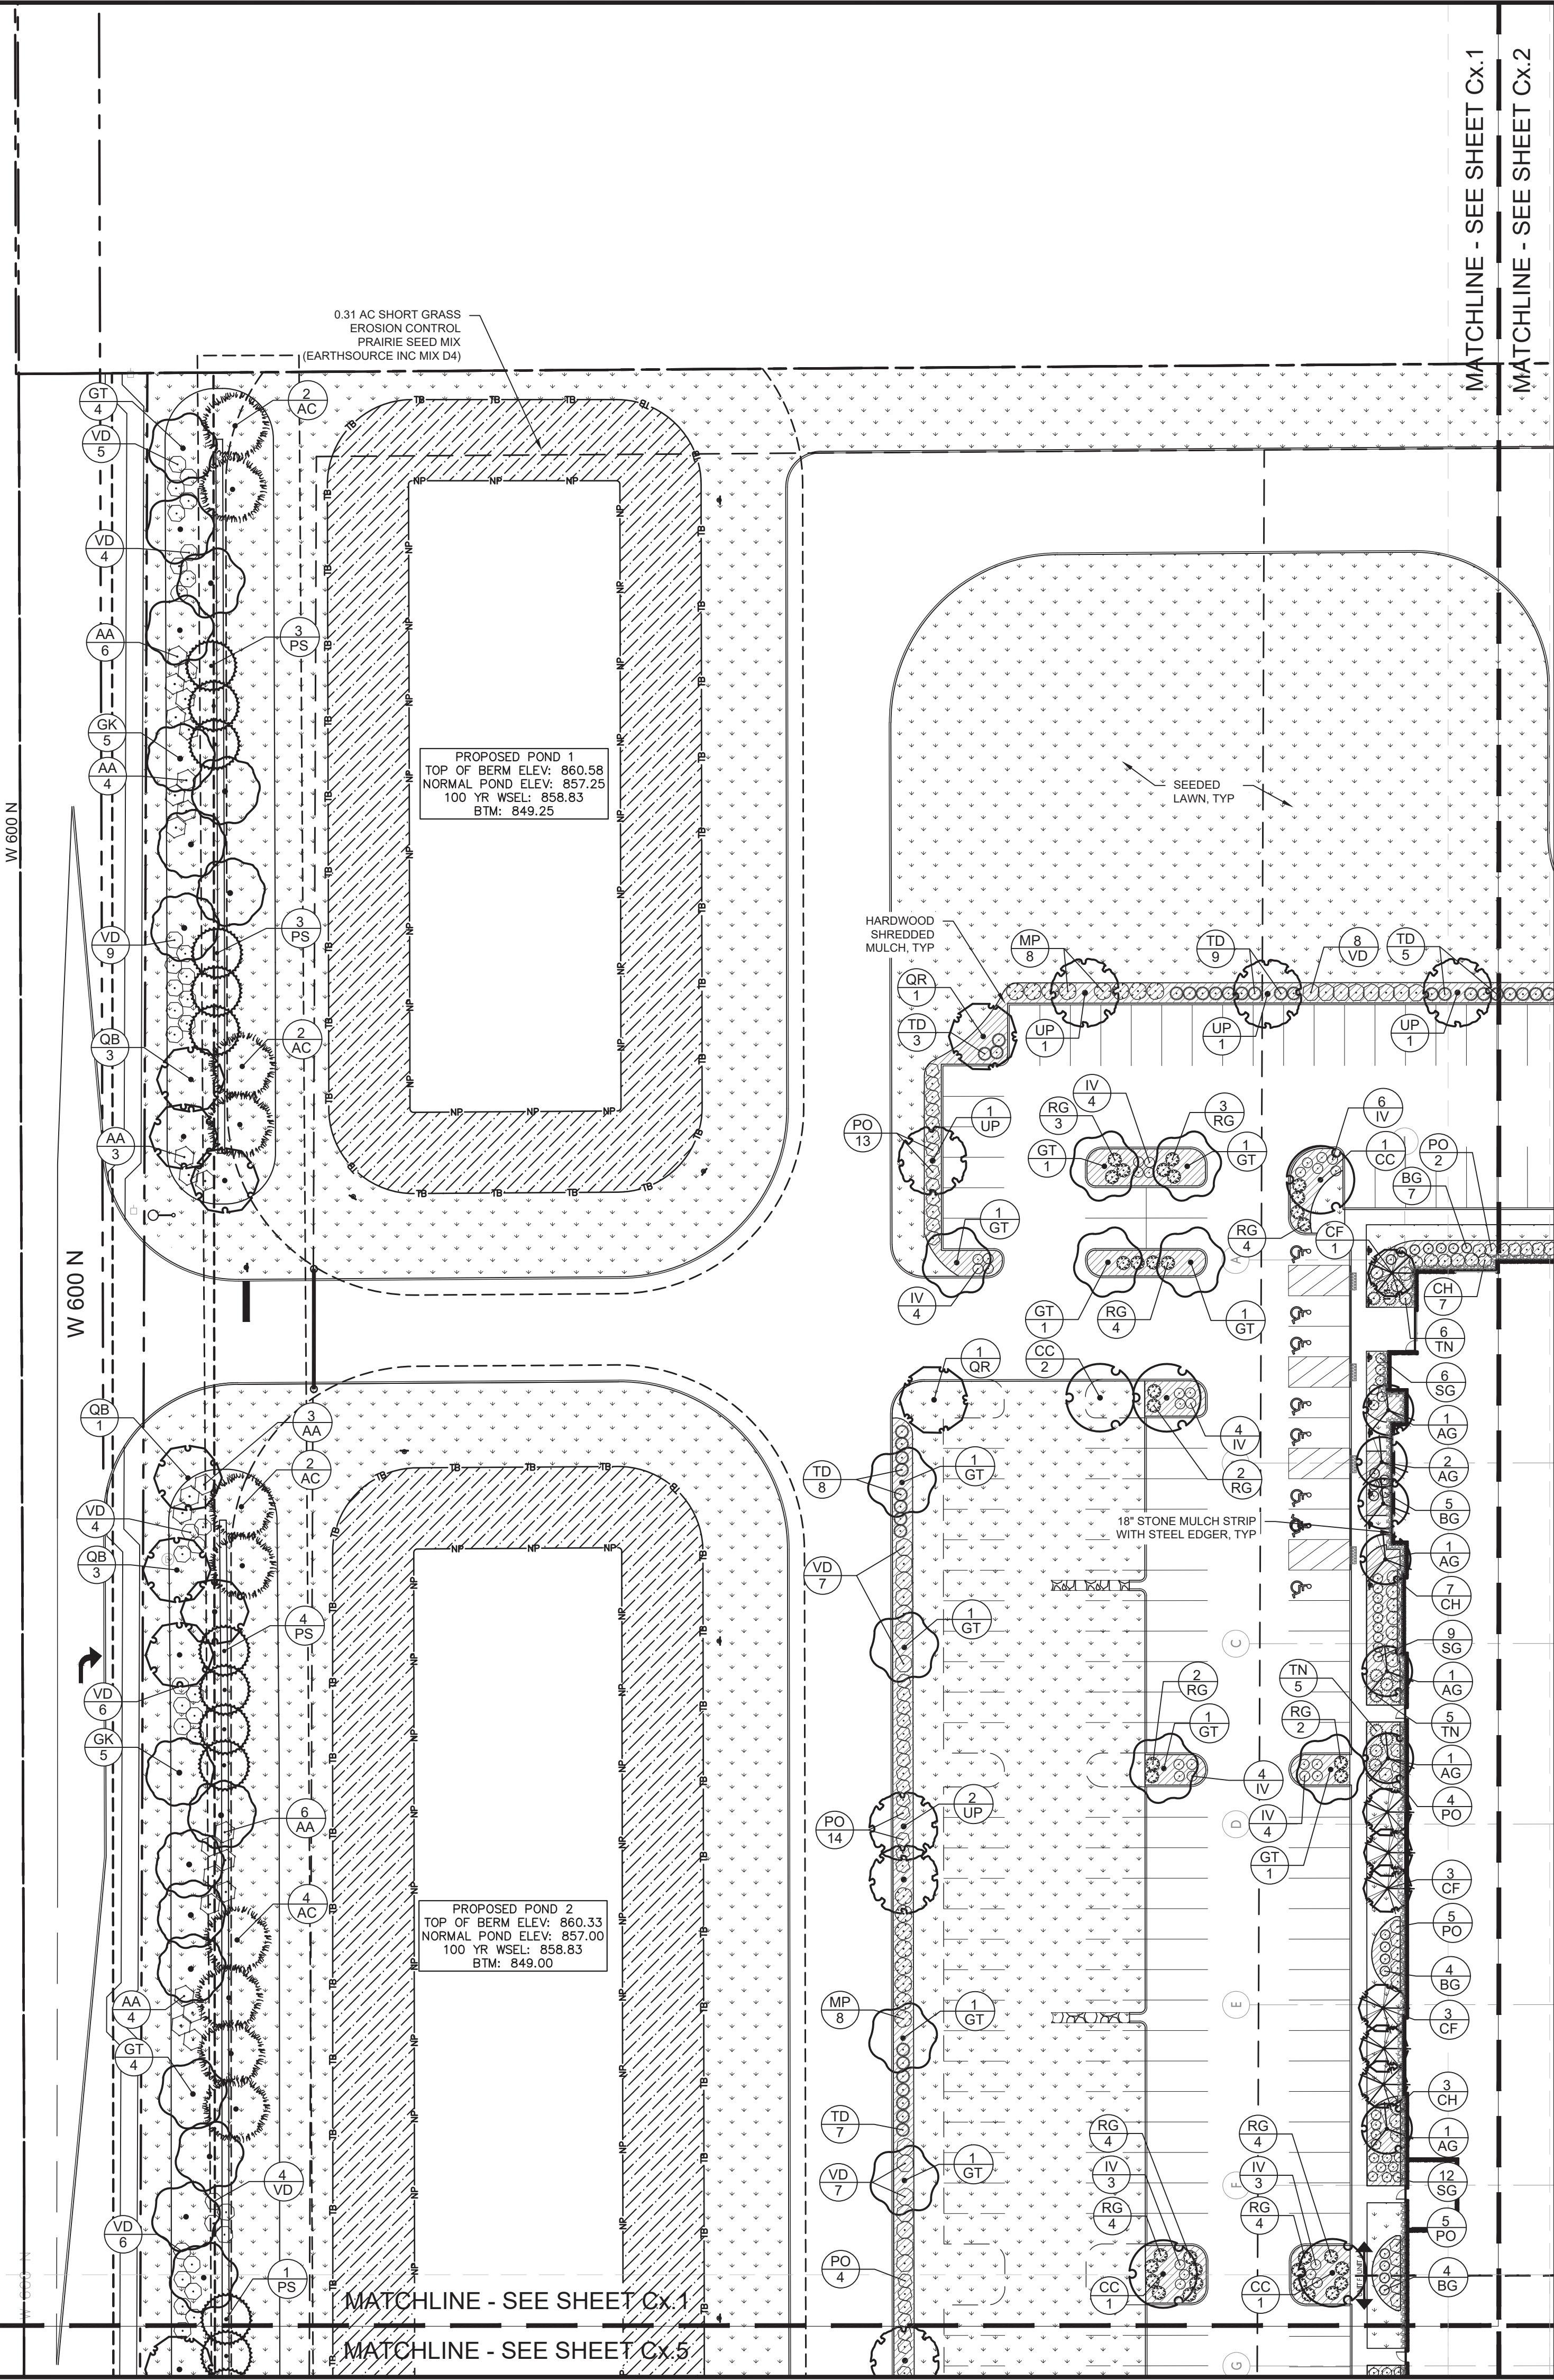 MATCHLINE - SEE SHEET Cx.1
MATCHLINE - SEE SHEET Cx.2
0.31 AC SHORT GRASS
EROSION CONTROL
PRAIRIE SEED MIX
(EARTHSOURCE INC MIX D4)
GT
4
2
AC
VD
5
VD
4
AA
6
3
PS
GK
5
AA
4
W 600 N
PROPOSED POND 1
TOP OF BERM ELEV: 860.58
NORMAL POND ELEV: 857.25
100 YR WSEL: 858.83
BTM: 849.25
SEEDED
LAWN, TYP
VD
9
3
PS
QB
3
2
AC
AA
3
W 600 N
HARDWOOD
SHREDDED
MULCH, TYP
MP
8
TD
9
8
VD
TD
5
QR
1
TD
3
UP
1
UP
1
UP
1
PO
13
1
UP
IV
4
RG
3
3
RG
GT
1
1
GT
6
IV
1
CC
PO
2
BG
7
1
GT
RG
4
CF
1
A
IV
4
GT
1
RG
4
1
GT
CH
7
6
TN
1
QR
CC
2
6
SG
QB
1
3
AA
2
AC
4
IV
2
RG
1
AG
2
AG
VD
4
QB
3
TD
8
1
GT
18" STONE MULCH STRIP
WITH STEEL EDGER, TYP
5
BG
1
AG
VD
7
1
GT
7
CH
C
9
SG
4
PS
VD
6
GK
5
2
RG
1
GT
TN
5
RG
2
1
AG
5
TN
1
AG
4
IV
IV
4
D
GT
1
4
PO
6
AA
PO
14
2
UP
3
CF
4
AC
PROPOSED POND 2
TOP OF BERM ELEV: 860.33
NORMAL POND ELEV: 857.00
100 YR WSEL: 858.83
BTM: 849.00
5
PO
4
BG
AA
4
MP
8
1
GT
E
3
CF
GT
4
3
CH
TD
7
RG
4
RG
4
1
AG
VD
7
1
GT
IV
3
IV
3
F
12
SG
4
VD
VD
6
RG
4
RG
4
5
PO
1
PS
PO
4
CC
1
CC
1
4
BG
W 600 N
MATCHLINE - SEE SHEET Cx.1
MATCHLINE - SEE SHEET Cx.5
G
TB
NP